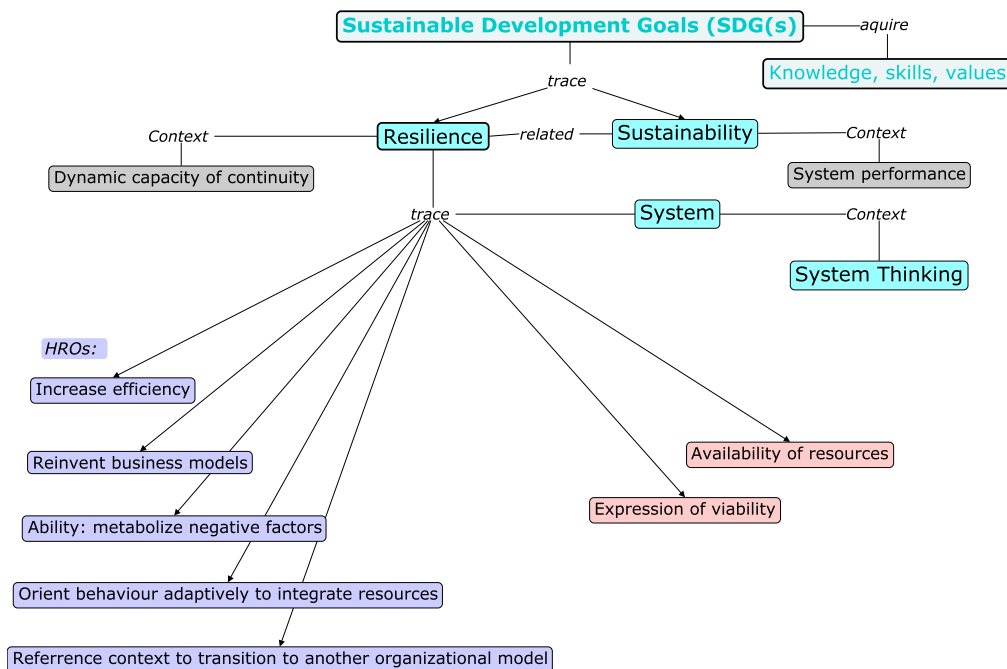 Sustainable Development Goals (SDG(s)
aquire
Knowledge, skills, values
trace
Context
Resilience
related
Sustainability
Context
Dynamic capacity of continuity
System performance
trace
System
Context
System Thinking
HROs:
Increase efficiency
Reinvent business models
Availability of resources
Expression of viability
Ability: metabolize negative factors
Orient behaviour adaptively to integrate resources
Referrence context to transition to another organizational model